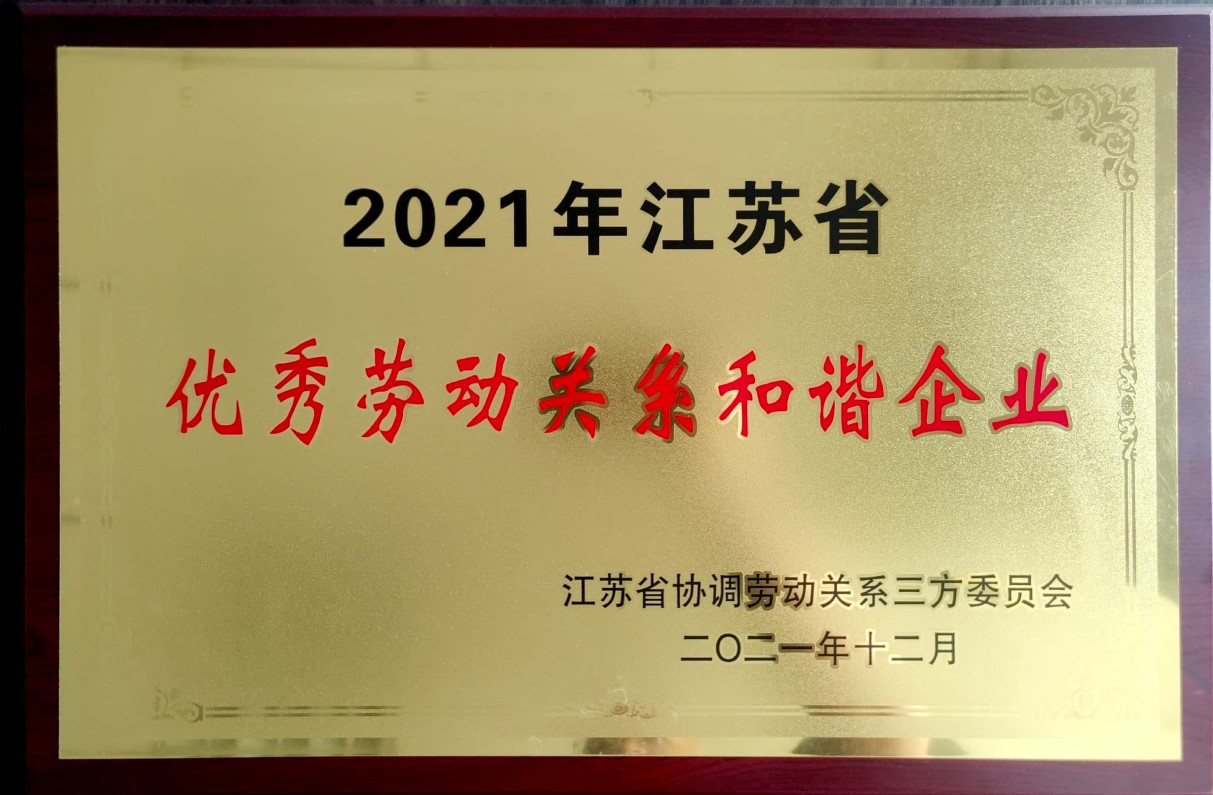 2021年江苏省
优秀劳动关系和谐企业
江苏省协调劳动关系三方委员会
二〇二一年十二月